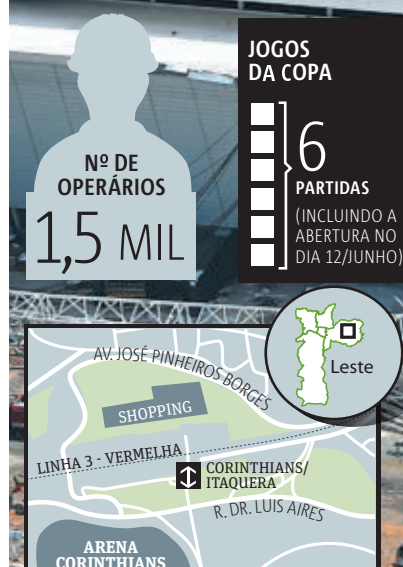 Nº DE
OPERÁRIOS
1,5 MIL
JOGOS
DA COPA
6
PARTIDAS
(INCLUINDO A
ABERTURA NO
DIA 12/JUNHO)
Leste
AV. JOSÉ PINHEIROS BORGES
SHOPPING
LINHA 3 - VERMELHA
CORINTHIANS/
ITAQUERA
R. DR. LUIS AIRES
ARENA
CORINTHIANS